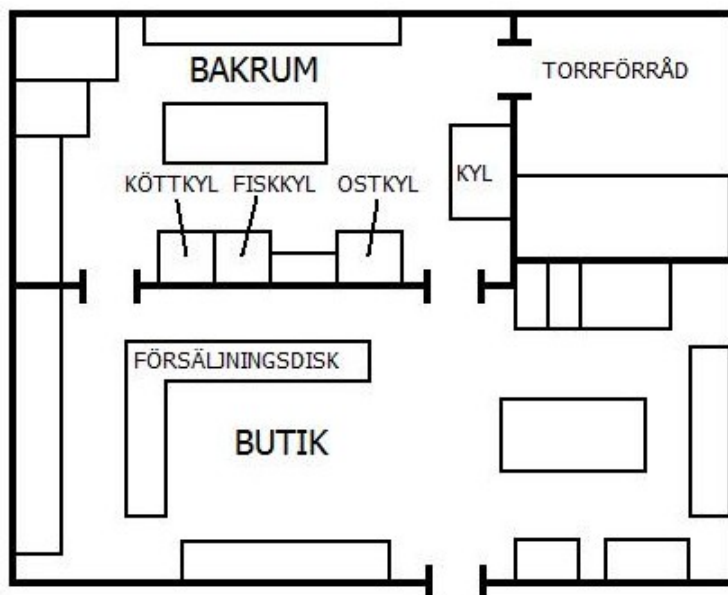 BAKRUM
TORRFÖRRÅD
KÖTTKYL
FISKKYL
OSTKYL
KYL
FÖRSÄLJNINGSDISK
BUTIK